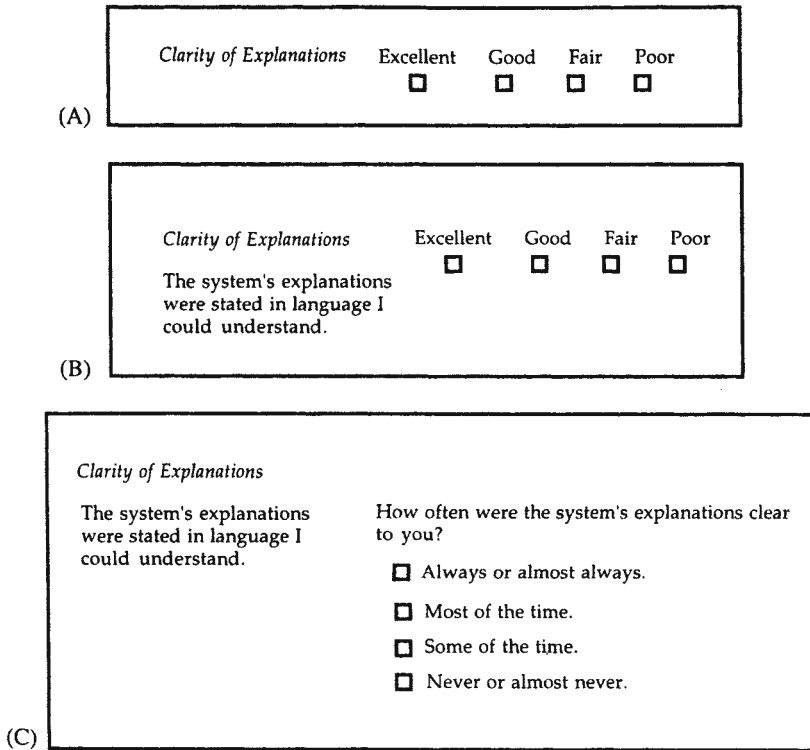 Clarity of Explanations Excellent Good Fair Poor
(A)
Clarity of Explanations Excellent Good Fair Poor
The system's explanations
were stated in language I
could understand.
(B)
Clarity of Explanations
The system's explanations
were stated in language I
could understand.
How often were the system's explanations clear
to you?
Always or almost always.
Most of the time.
Some of the time.
Never or almost never.
(C)